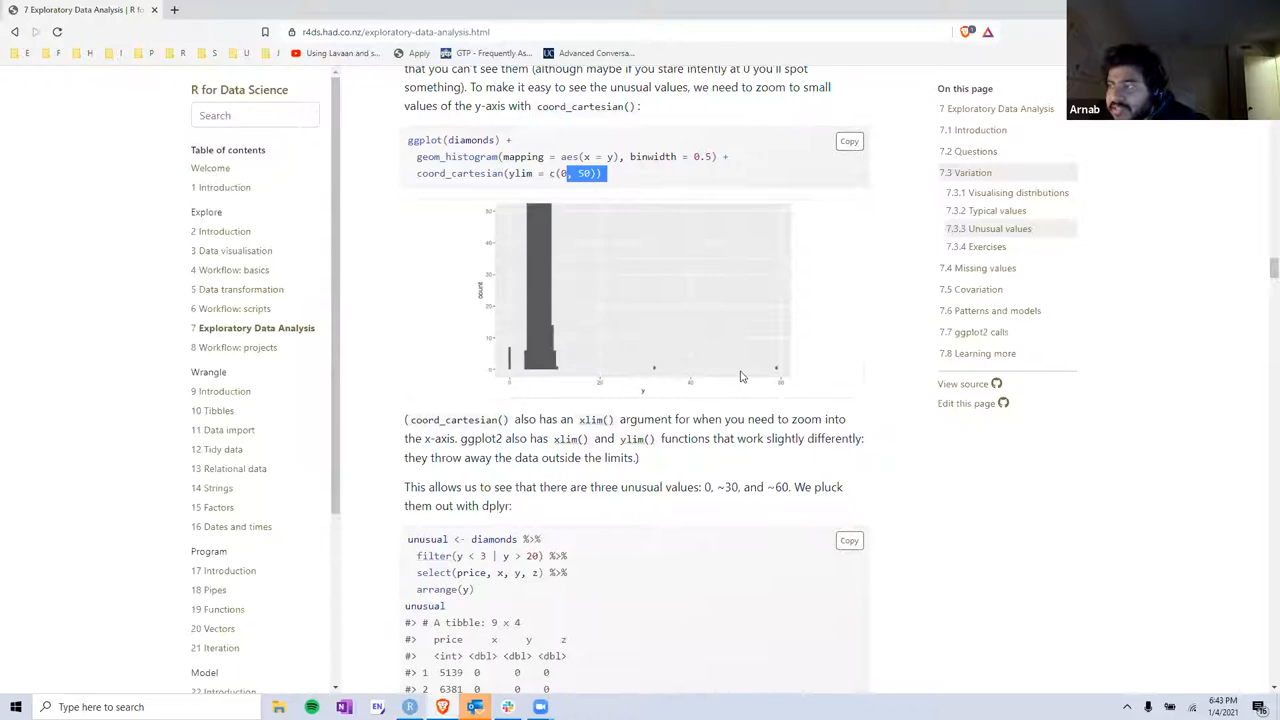 7 Exploratory Data Analysis | R fo
r4ds.had.co.nz/exploratory-data-analysis.html
Using Lavaan and so...
Apply
GTP - Frequently As...
Advanced Conversa...
Arnab
R for Data Science
Search
Table of contents
Welcome
1 Introduction
Explore
2 Introduction
3 Data visualisation
4 Workflow: basics
5 Data transformation
6 Workflow: scripts
7 Exploratory Data Analysis
8 Workflow: projects
Wrangle
9 Introduction
10 Tibbles
11 Data import
12 Tidy data
13 Relational data
14 Strings
15 Factors
16 Dates and times
Program
17 Introduction
18 Pipes
19 Functions
20 Vectors
21 Iteration
Model
22 Introduction
that you can't see them (although maybe if you stare intently at 0 you'll spot
something). To make it easy to see the unusual values, we need to zoom to small
values of the y-axis with coord_cartesian():
ggplot(diamonds) +
geom_histogram(mapping = aes(x = y), binwidth = 0.5) +
coord_cartesian(ylim = c(0, 50))
Copy
50
40
30
20
10
0
count
0
20
40
60
y
(coord_cartesian() also has an xlim() argument for when you need to zoom into
the x-axis. ggplot2 also has xlim() and ylim() functions that work slightly differently:
they throw away the data outside the limits.)
This allows us to see that there are three unusual values: 0, ~30, and ~60. We pluck
them out with dplyr:
unusual <- diamonds %>%
filter(y < 3 | y > 20) %>%
select(price, x, y, z) %>%
arrange(y)
unusual
#> # A tibble: 9 x 4
#> price x y z
#> <int> <dbl> <dbl> <dbl>
#> 1 5139 0 0 0
#> 2 6381 0 0 0
Copy
On this page
7 Exploratory Data Analysis
7.1 Introduction
7.2 Questions
7.3 Variation
7.3.1 Visualising distributions
7.3.2 Typical values
7.3.3 Unusual values
7.3.4 Exercises
7.4 Missing values
7.5 Covariation
7.6 Patterns and models
7.7 ggplot2 calls
7.8 Learning more
View source
Edit this page
Type here to search
6:43 PM
1/4/2021